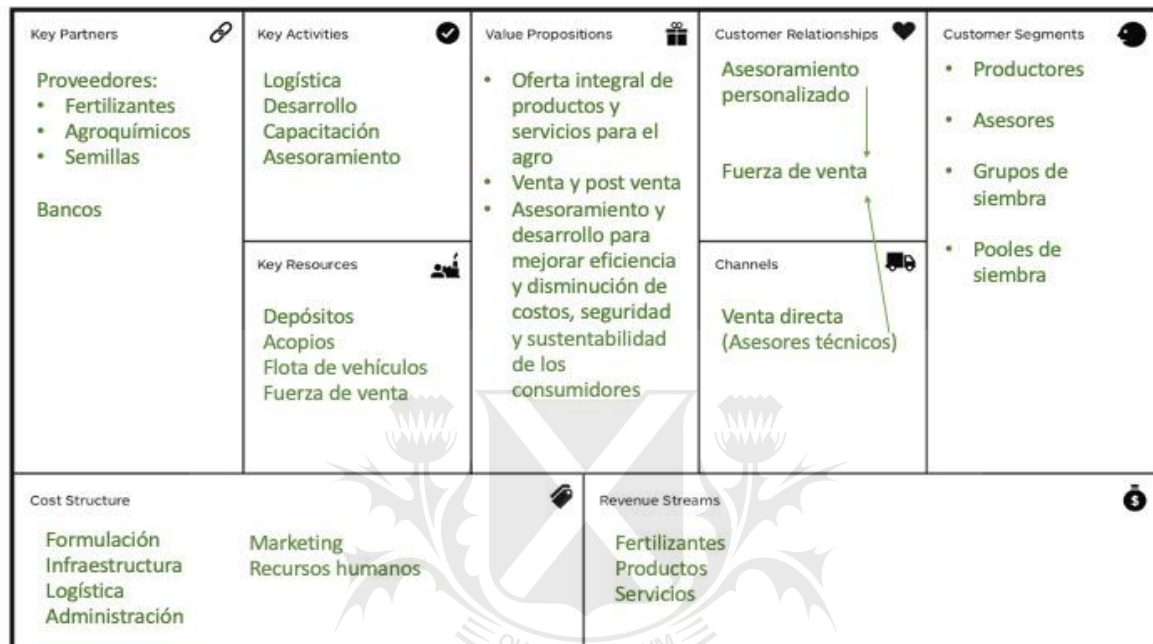 Key Partners
Proveedores:
• Fertilizantes
• Agroquímicos
• Semillas
Bancos
Key Activities
Logística
Desarrollo
Capacitación
Asesoramiento
Key Resources
Depósitos
Acopios
Flota de vehículos
Fuerza de venta
Value Propositions
• Oferta integral de
productos y
servicios para el
agro
• Venta y post venta
• Asesoramiento y
desarrollo para
mejorar eficiencia
y disminución de
costos, seguridad
y sustentabilidad
de los
consumidores
Customer Relationships
Asesoramiento
personalizado
Fuerza de venta
Channels
Venta directa
(Asesores técnicos)
Customer Segments
• Productores
• Asesores
• Grupos de
siembra
• Pooles de
siembra
Cost Structure
Formulación
Infraestructura
Logística
Administración
Marketing
Recursos humanos
Revenue Streams
$
Fertilizantes
Productos
Servicios